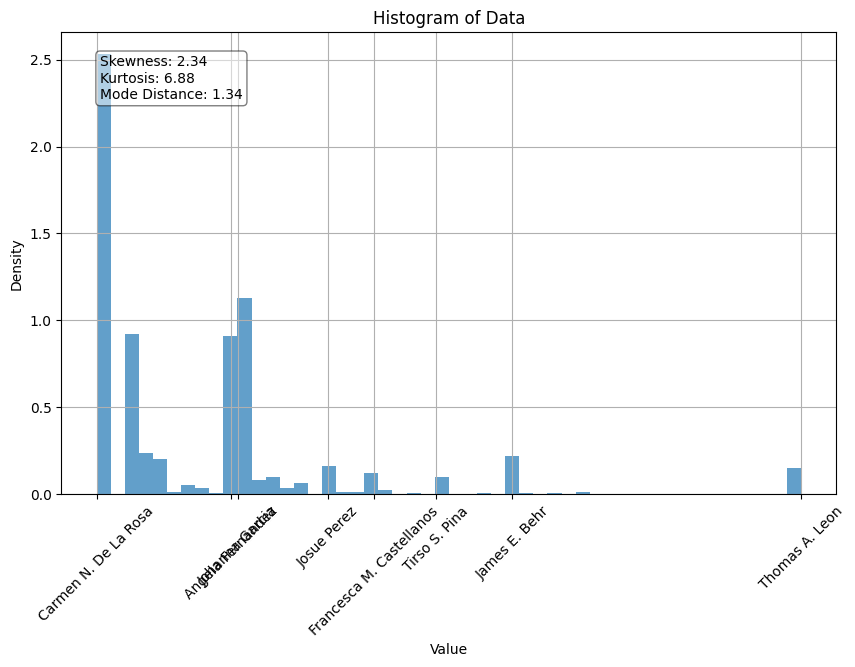 Histogram of Data
Skewness: 2.34
Kurtosis: 6.88
Mode Distance: 1.34
2.5
2.0
1.5
1.0
0.5
0.0
Density
Carmen N. De La Rosa
Josue Perez
Francesca M. Castellanos
Tirso S. Pina
James E. Behr
Thomas A. Leon
Value